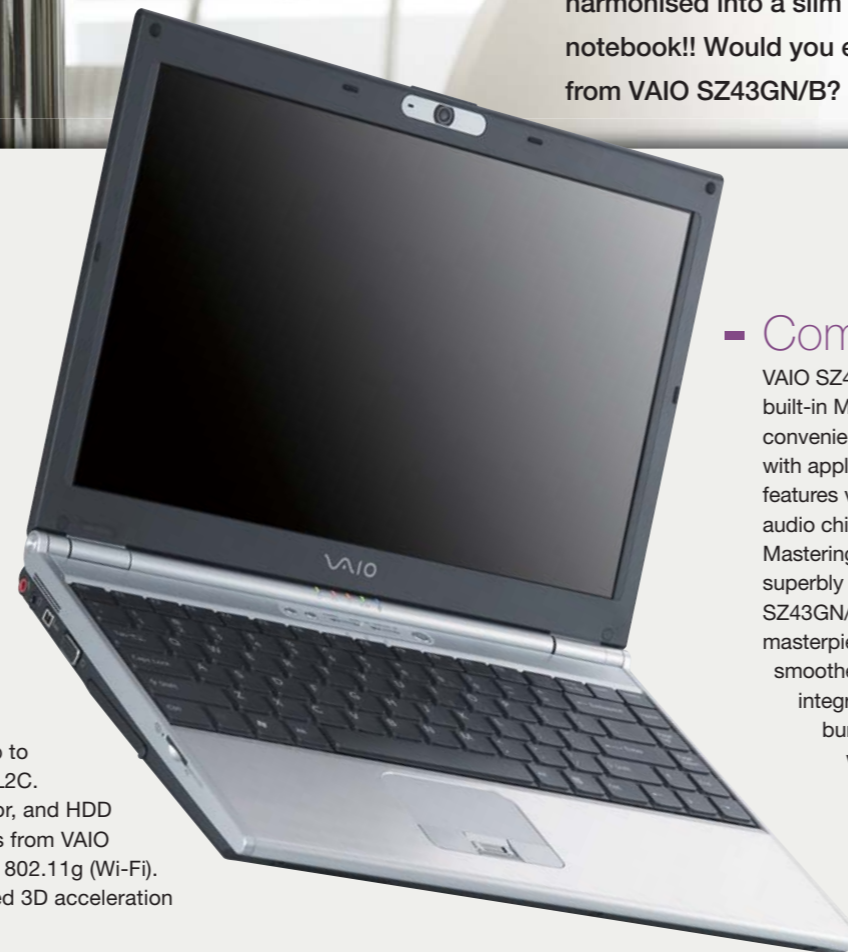 harmonised into a slim
notebook!! Would you e
from VAIO SZ43GN/B?
- Com
VAIO SZ4
built-in M
convenie
with appl
features v
audio chi
Mastering
superbly
SZ43GN/
masterpie
smoothe
integr
bur
VAIO
o to
L2C.
or, and HDD
s from VAIO
802.11g (Wi-Fi).
ed 3D acceleration